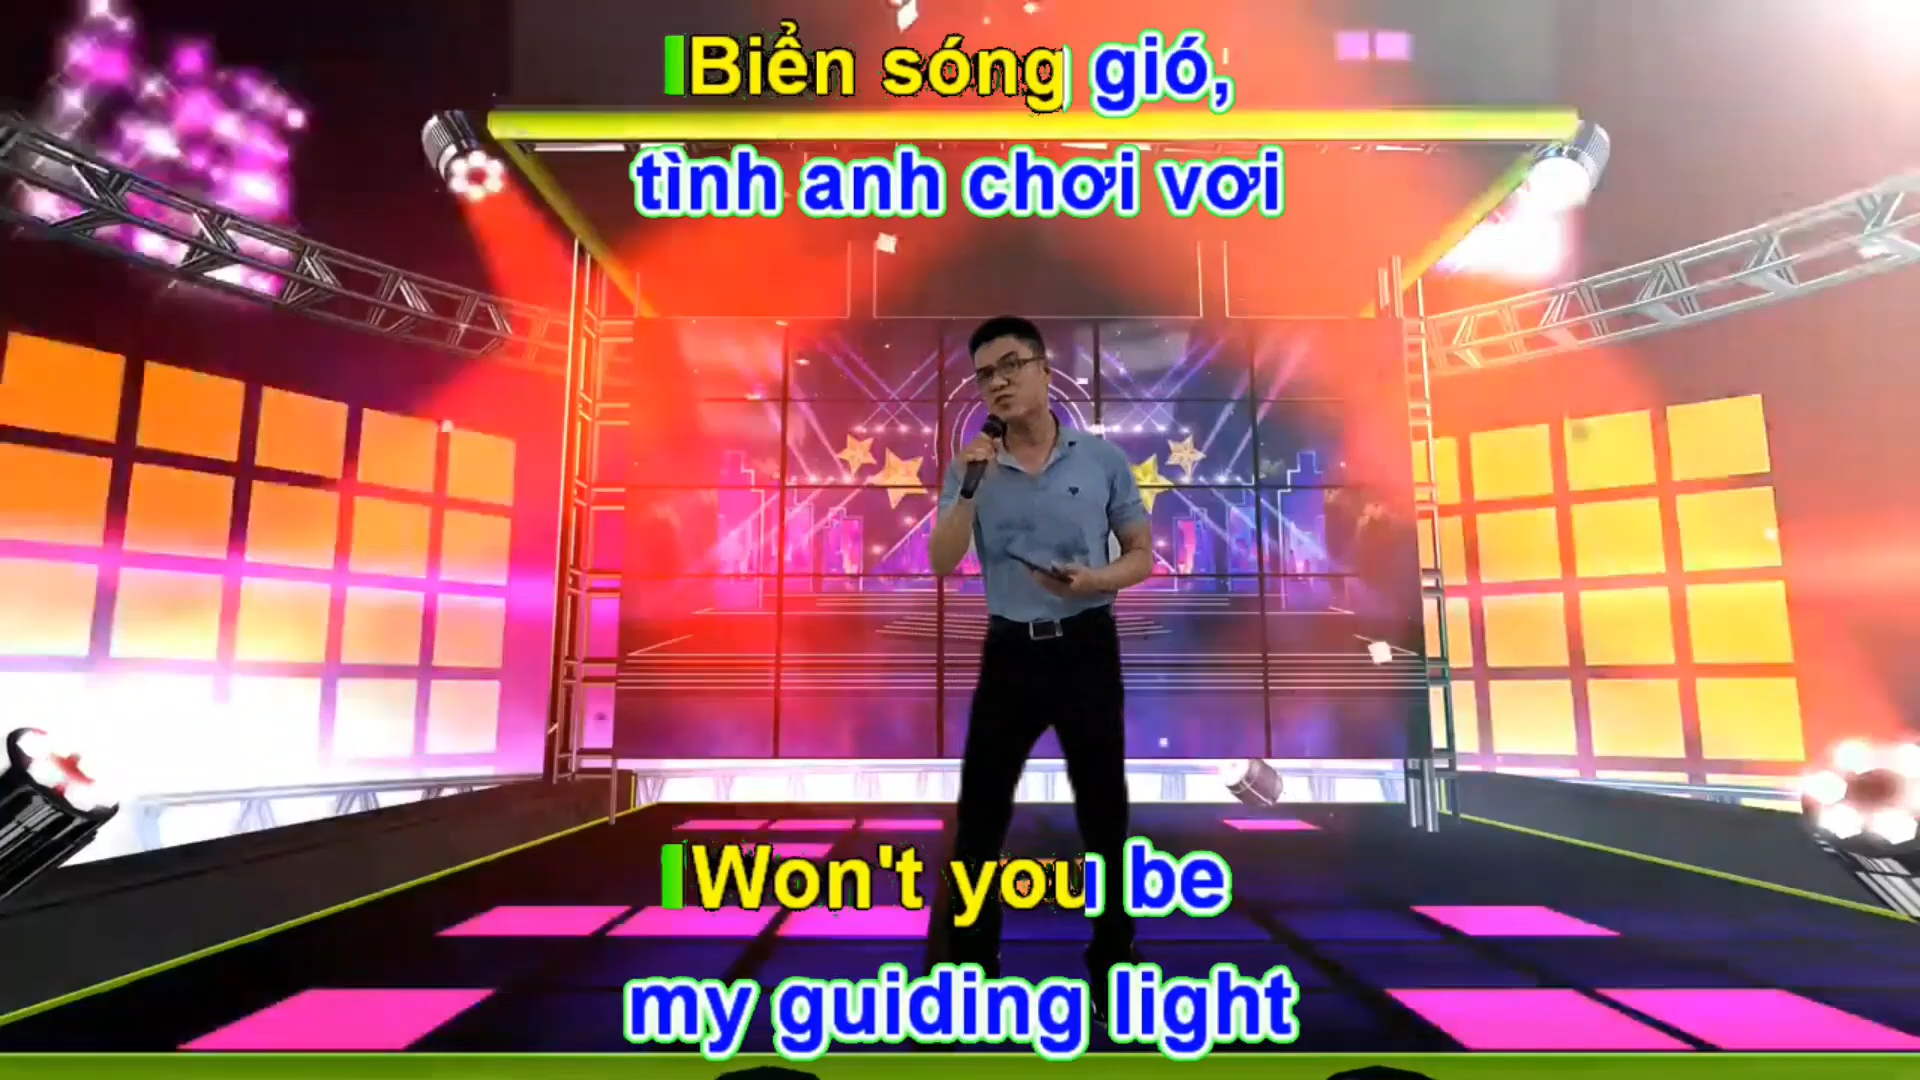 Biển sóng gió,
tình anh chơi vơi
Won't you be
my guiding light